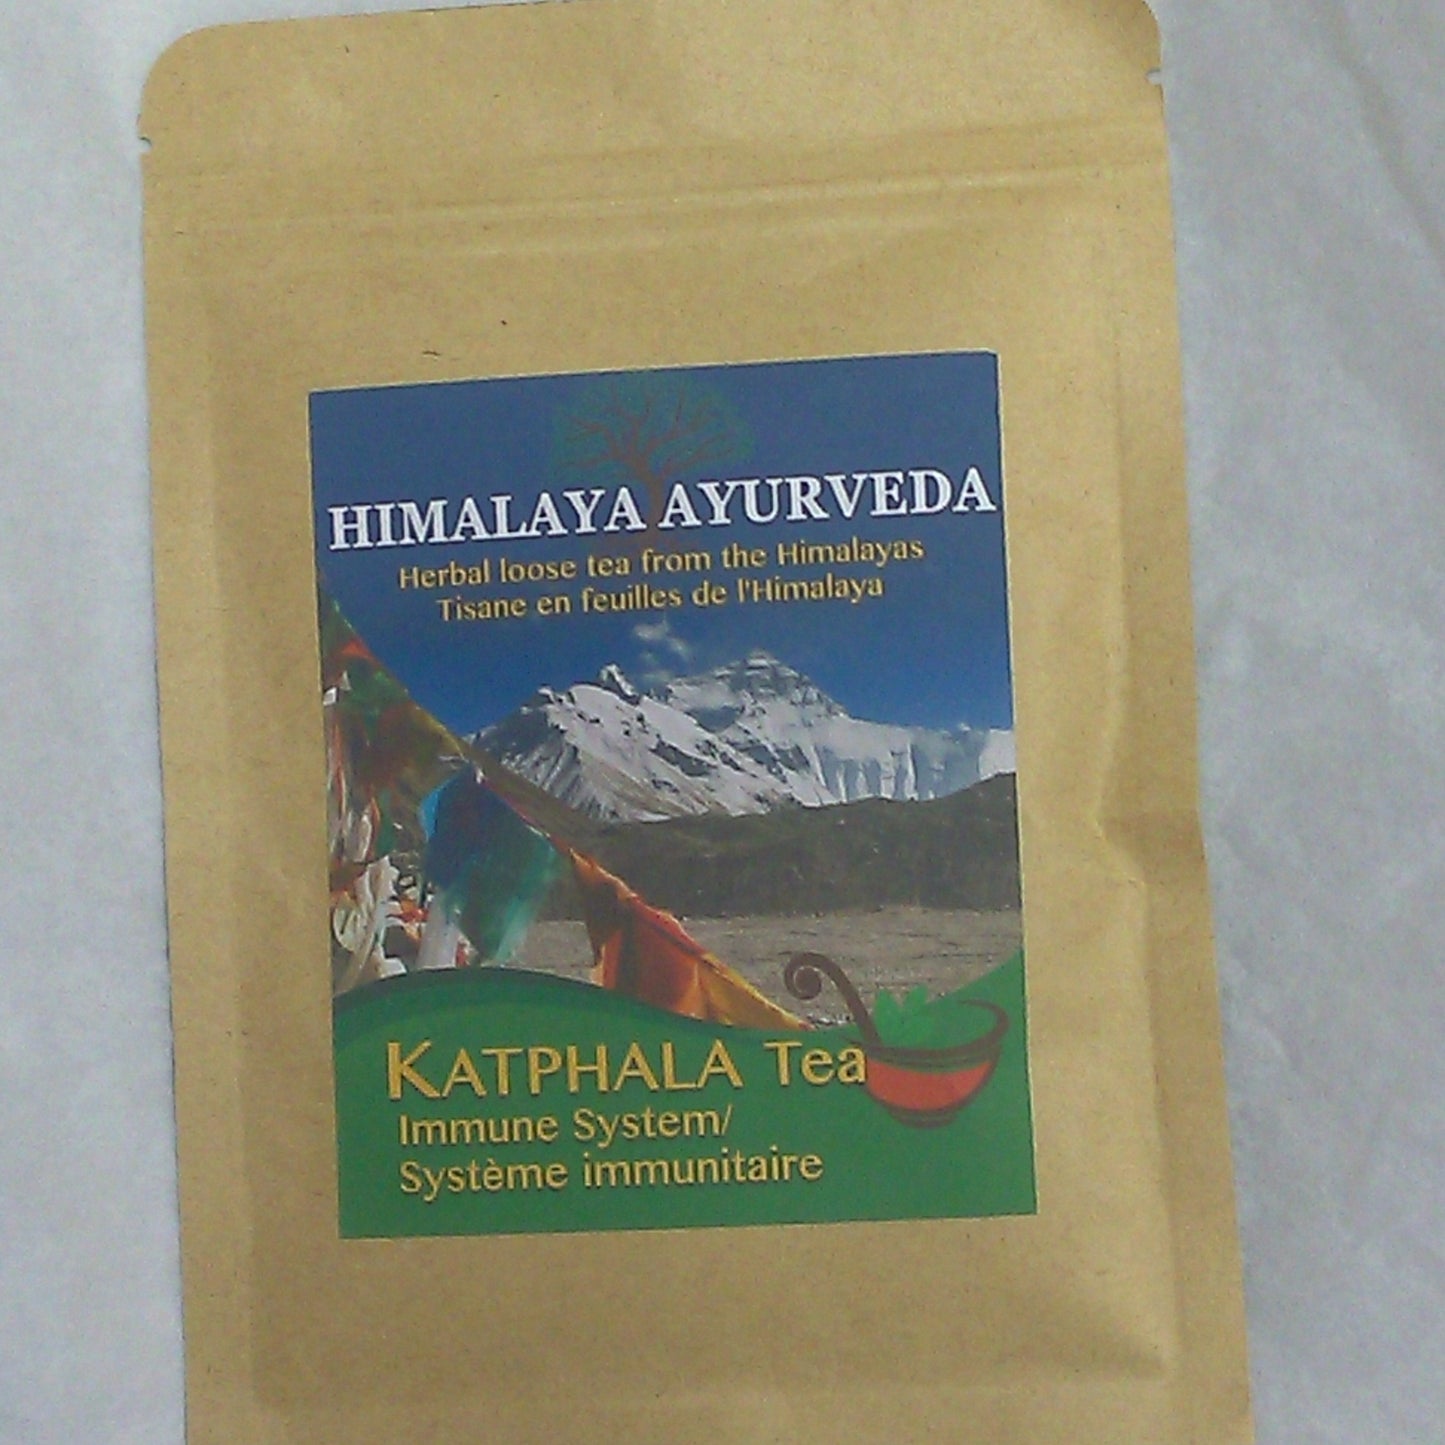 HIMALAYA AYURVEDA
Herbal loose tea from the Himalayas
Tisane en feuilles de l'Himalaya
KATPHALA Tea
Immune System/
Système immunitaire